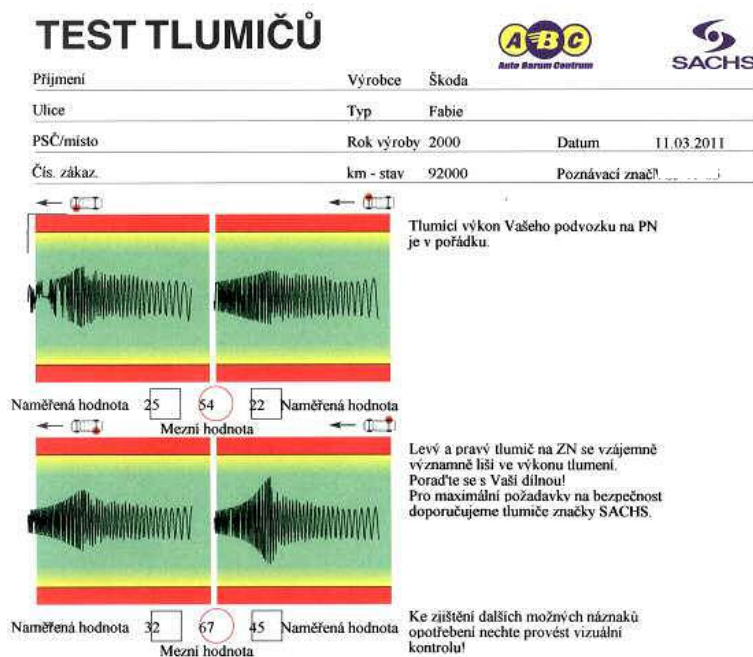 TEST TLUMIČŮ
ABC
Auto Barum Centrum
SACHS
Příjmení Výrobce Škoda
Ulice Typ Fabie
PSČ/místo Rok výroby 2000 Datum 11.03.2011
Čís. zákaz. km - stav 92000 Poznávací znač
Tlumicí výkon Vašeho podvozku na PN
je v pořádku.
Naměřená hodnota 25 54 22 Naměřená hodnota
Mezní hodnota
Levý a pravý tlumič na ZN se vzájemně
významně liší ve výkonu tlumení.
Poraďte se s Vaší dílnou!
Pro maximální požadavky na bezpečnost
doporučujeme tlumiče značky SACHS.
Naměřená hodnota 32 67 45 Naměřená hodnota
Mezní hodnota
Ke zjištění dalších možných náznaků
opotřebení nechte provést vizuální
kontrolu!